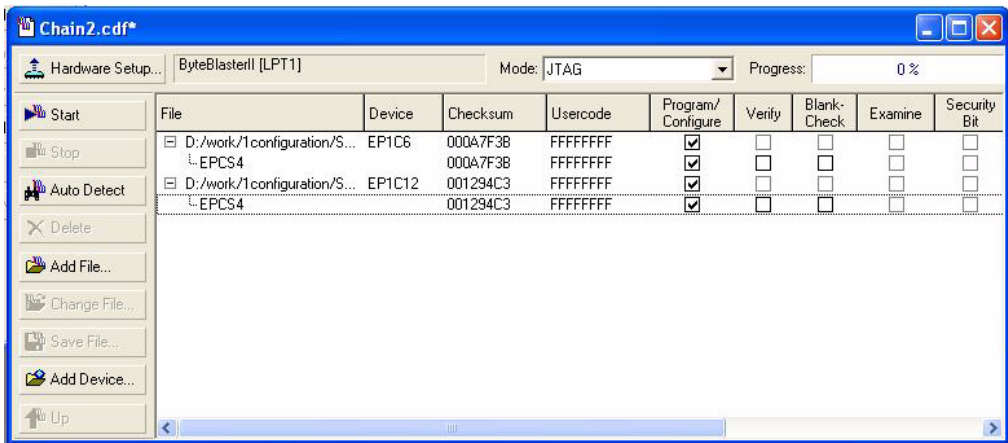 Chain2.cdf*
Hardware Setup... ByteBlasterII [LPT1] Mode: JTAG Progress: 0 %
Start
Stop
Auto Detect
Delete
Add File...
Change File...
Save File...
Add Device...
Up
File Device Checksum Usercode Program/ Configure Verify Blank- Check Examine Security Bit
D:/work/1configuration/S... EP1C6 000A7F3B FFFFFFFF
EPCS4 000A7F3B FFFFFFFF
D:/work/1configuration/S... EP1C12 001294C3 FFFFFFFF
EPCS4 001294C3 FFFFFFFF